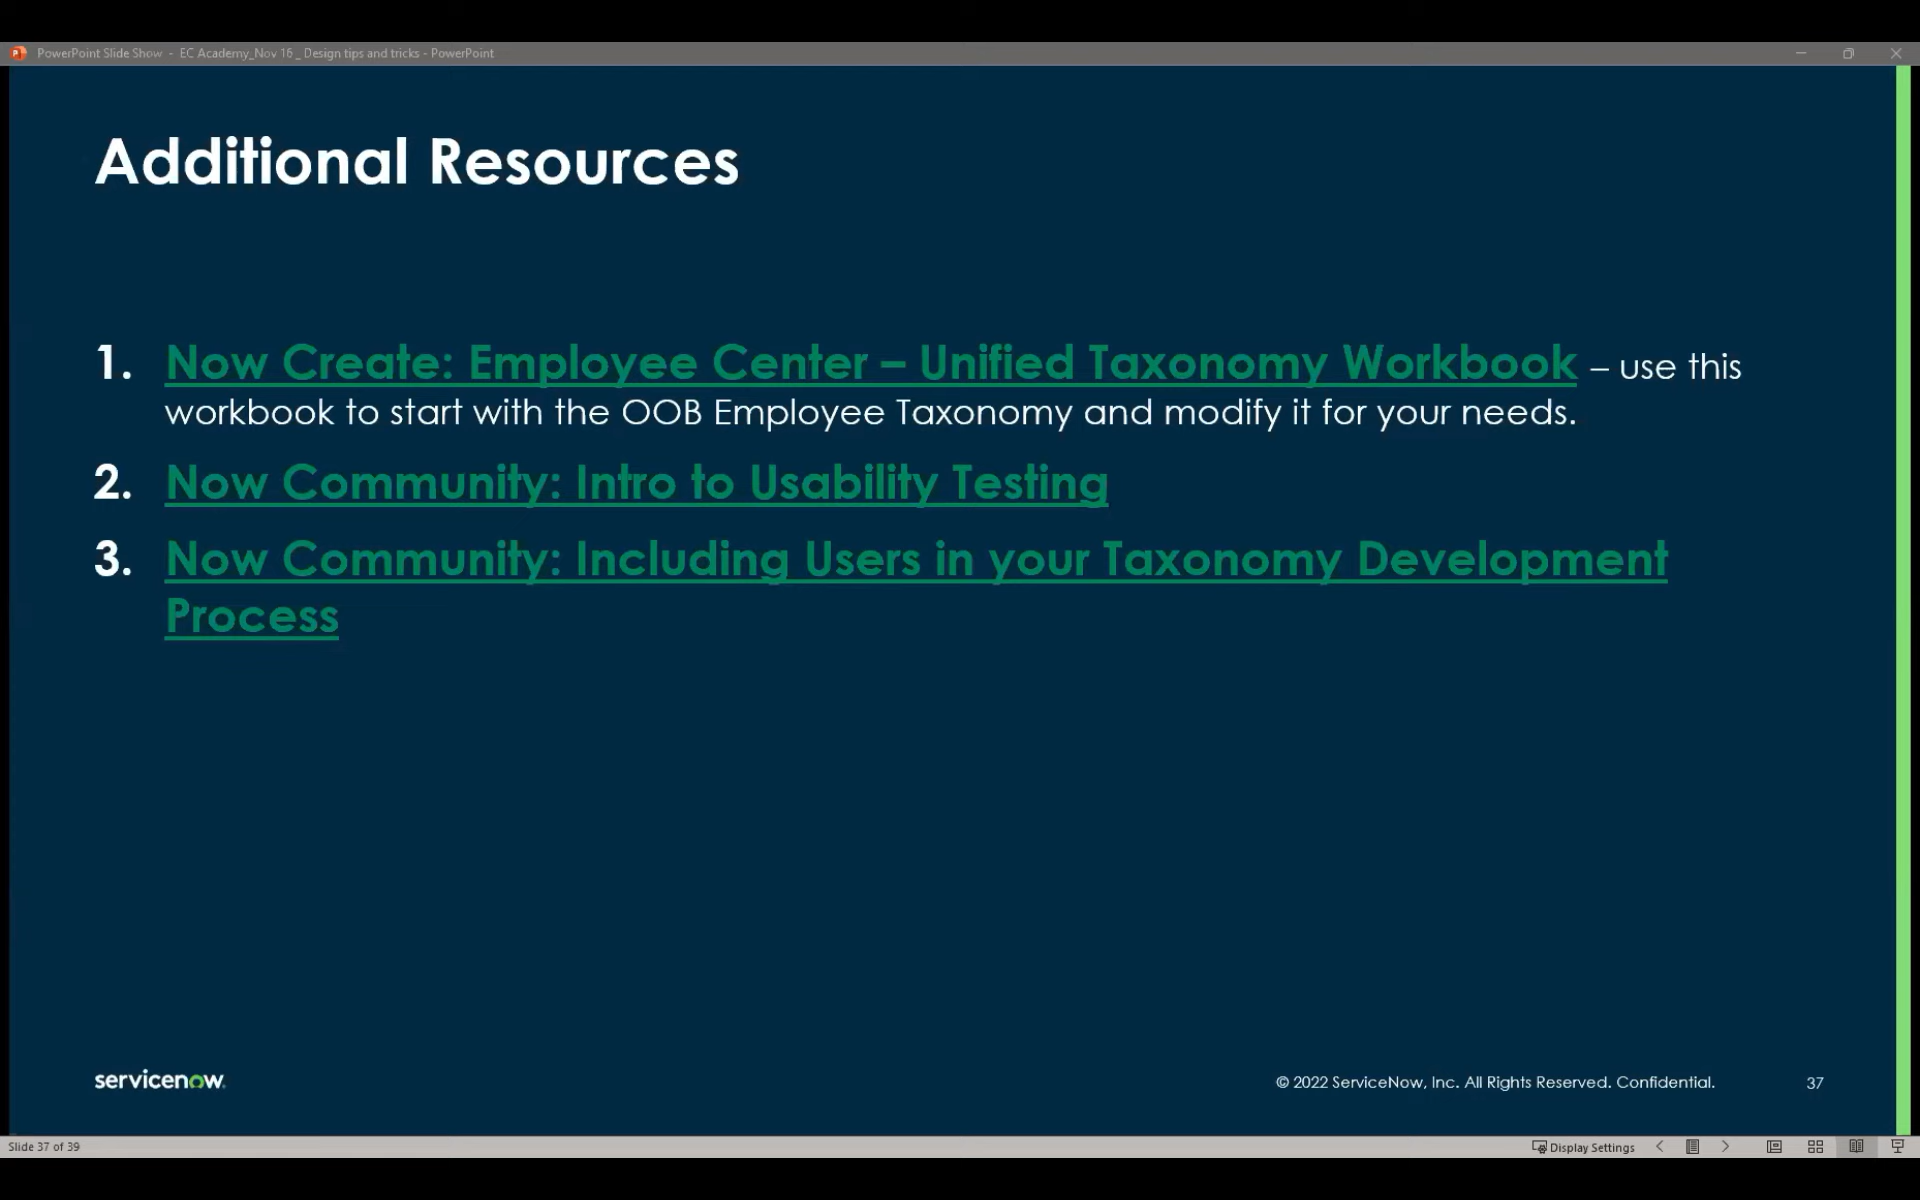 PowerPoint Slide Show - EC Academy_Nov 16 _ Design tips and tricks - PowerPoint
Additional Resources
1. Now Create: Employee Center – Unified Taxonomy Workbook – use this
workbook to start with the OOB Employee Taxonomy and modify it for your needs.
2. Now Community: Intro to Usability Testing
3. Now Community: Including Users in your Taxonomy Development
Process
servicenow.
© 2022 ServiceNow, Inc. All Rights Reserved. Confidential.
37
Slide 37 of 39
Display Settings